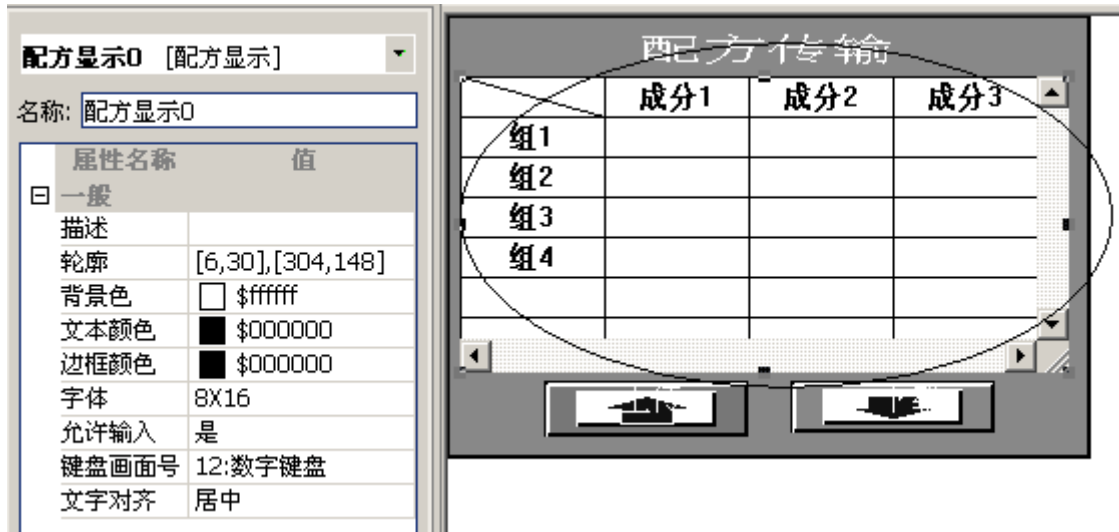 配方显示0 [配方显示]
名称: 配方显示0
属性名称 值
一般
描述
轮廓 [6,30],[304,148]
背景色 $ffffff
文本颜色 $000000
边框颜色 $000000
字体 8X16
允许输入 是
键盘画面号 12:数字键盘
文字对齐 居中
配方传输
成分1 成分2 成分3
组1
组2
组3
组4